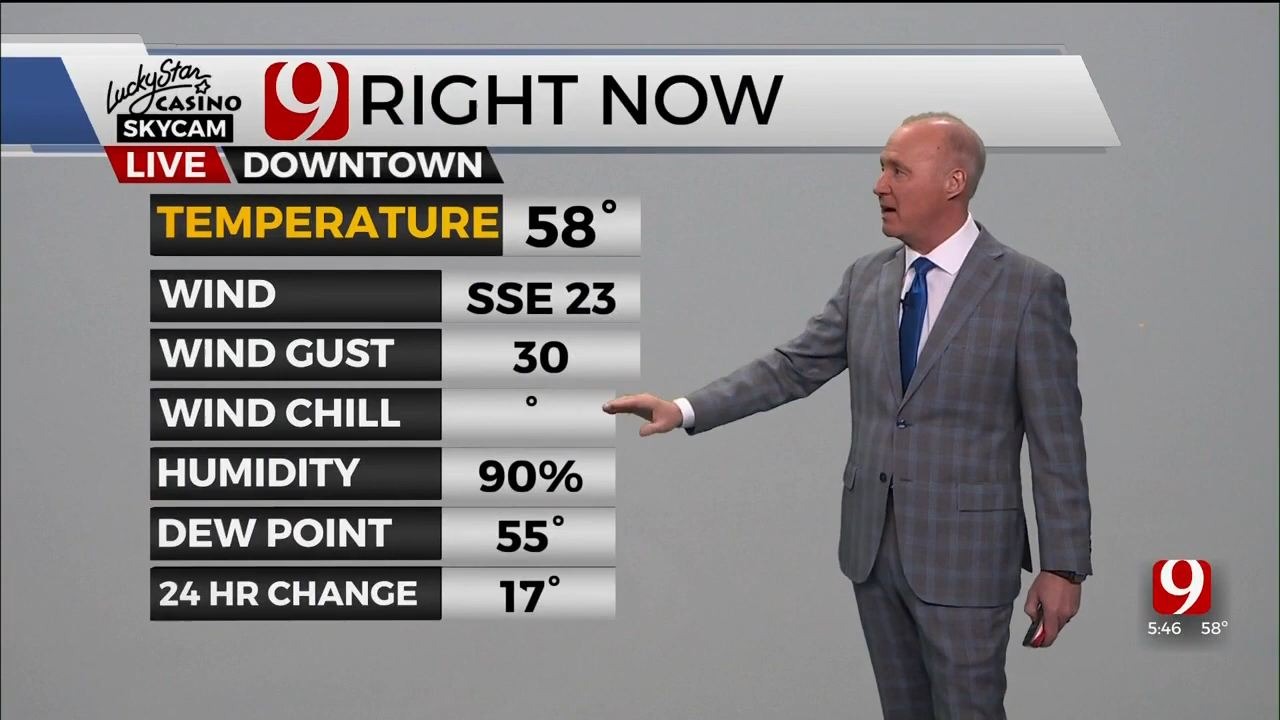 Lucky Star
CASINO
SKYCAM
9 RIGHT NOW
LIVE DOWNTOWN
TEMPERATURE 58°
WIND SSE 23
WIND GUST 30
WIND CHILL °
HUMIDITY 90%
DEW POINT 55°
24 HR CHANGE 17°
9
5:46 58°